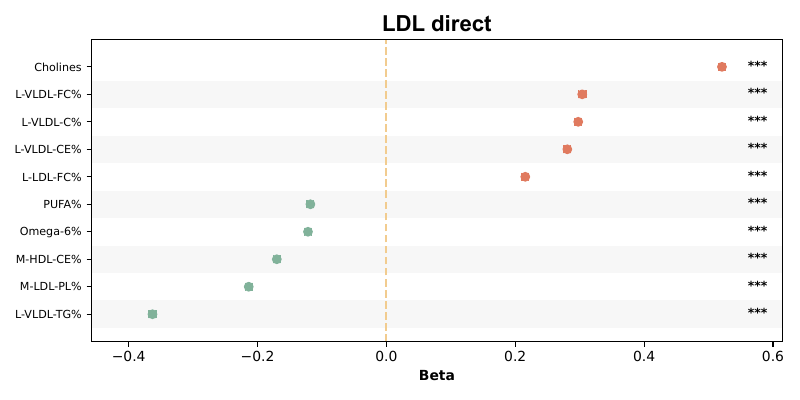 LDL direct
Cholines ***
L-VLDL-FC% ***
L-VLDL-C% ***
L-VLDL-CE% ***
L-LDL-FC% ***
PUFA% ***
Omega-6% ***
M-HDL-CE% ***
M-LDL-PL% ***
L-VLDL-TG% ***
−0.4 −0.2 0.0 0.2 0.4 0.6
Beta